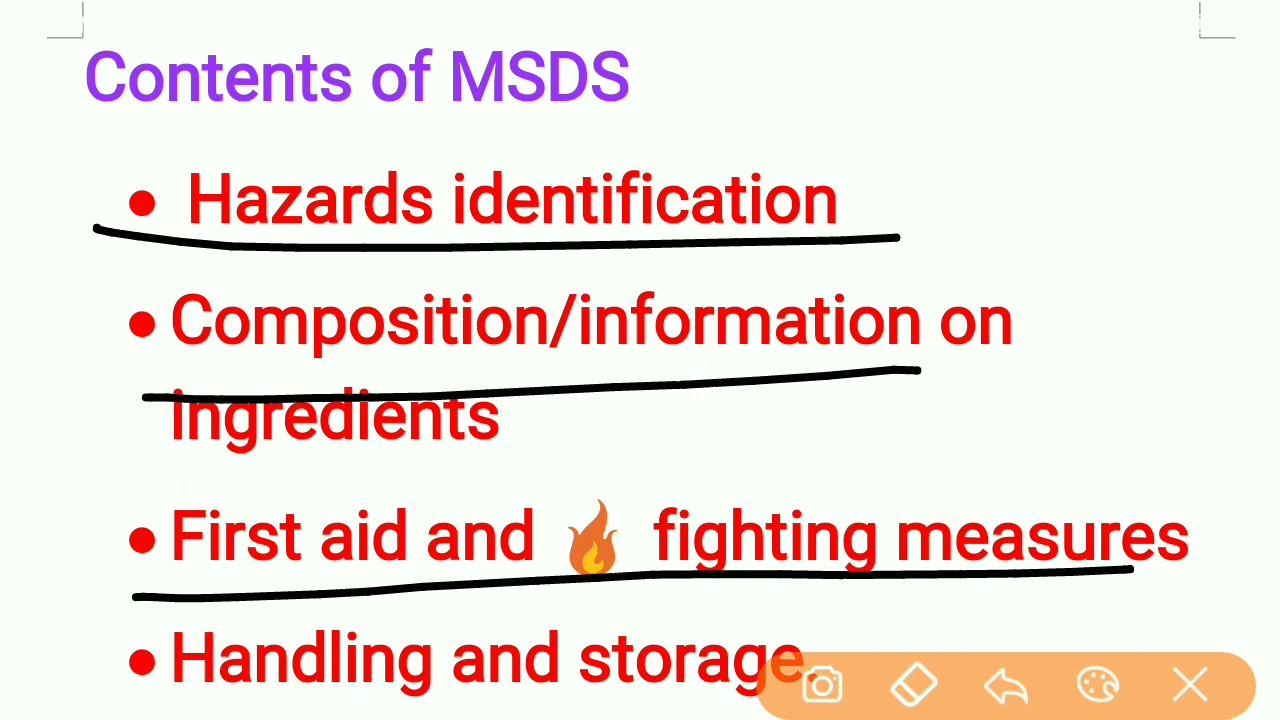 Contents of MSDS
• Hazards identification
• Composition/information on
ingredients
• First aid and 🔥 fighting measures
• Handling and storage.